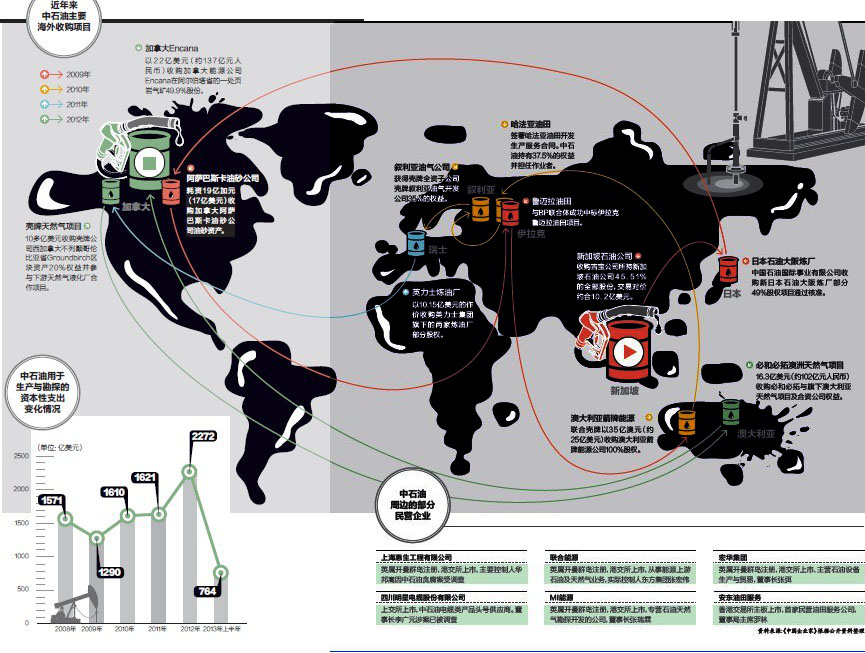 近年来
中石油主要
海外收购项目
2009年
2010年
2011年
2012年
加拿大Encana
以22亿美元(约137亿元人
民币)收购加拿大能源公司
Encana在阿尔伯塔省的一处页
岩气矿49.9%股份。
阿萨巴斯卡油砂公司
耗资19亿加元
(17亿美元)收
购加拿大阿萨
巴斯卡油砂公
司油砂资产。
加拿大
壳牌天然气项目
10多亿美元收购壳牌公
司西加拿大不列颠哥伦
比亚省Groundbirch区
块资产20%权益并参
与下游天然气液化厂合
作项目。
哈法亚油田
签署哈法亚油田开发
生产服务合同。中石
油持有37.5%的权益
并担任作业者。
叙利亚油气公司
获得壳牌全资子公司
壳牌叙利亚油气开发
公司35%的权益。
叙利亚
鲁迈拉油田
与BP联合体成功中标伊拉克
鲁迈拉油田项目。
伊拉克
瑞士
英力士炼油厂
以10.15亿美元的作
价收购英力士集团
旗下的两家炼油厂
部分股权。
新加坡石油公司
收购吉宝公司所持新加
坡石油公司45.51%
的全部股份,交易对价
约合10.2亿美元。
新加坡
日本石油大阪炼厂
中国石油国际事业有限公司收
购新日本石油大阪炼厂部分
49%股权项目通过核准。
日本
必和必拓澳洲天然气项目
16.3亿美元(约102亿元人民币)
收购必和必拓与旗下澳大利亚
天然气项目及合资公司权益。
澳大利亚箭牌能源
联合壳牌以35亿澳元(约
25亿美元)收购澳大利亚箭
牌能源公司100%股权。
澳大利亚
中石油用于
生产与勘探的
资本性支出
变化情况
(单位:亿美元)
2500
2000
1500
1000
500
0
1571
1290
1610
1621
2272
764
2008年 2009年 2010年 2011年 2012年 2013年上半年
中石油
周边的部分
民营企业
上海惠生工程有限公司
英属开曼群岛注册,港交所上市,主要控制人华
邦嵩因中石油贪腐案受调查
联合能源
英属开曼群岛注册,港交所上市,从事能源上游
石油及天然气业务,实际控制人东方集团张宏伟
宏华集团
英属开曼群岛注册,港交所上市,主营石油设备
生产与贸易,董事长张弭
四川明星电缆股份有限公司
上交所上市,中石油电缆类产品头号供应商。董
事长李广元涉案已被调查
MI能源
英属开曼群岛注册,港交所上市,专营石油天然
气勘探开发的公司,董事长张瑞霖
安东油田服务
香港交易所主板上市,首家民营油田服务公司,
董事局主席罗林
资料来源:《中国企业家》根据公开资料整理